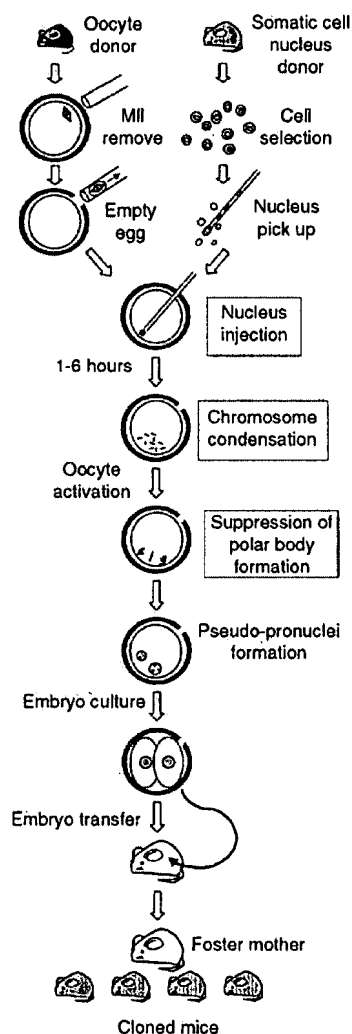 Oocyte
donor
Somatic cell
nucleus
donor
MII
remove
Cell
selection
Empty
egg
Nucleus
pick up
Nucleus
injection
1-6 hours
Chromosome
condensation
Oocyte
activation
Suppression of
polar body
formation
Pseudo-pronuclei
formation
Embryo culture
Embryo transfer
Foster mother
Cloned mice